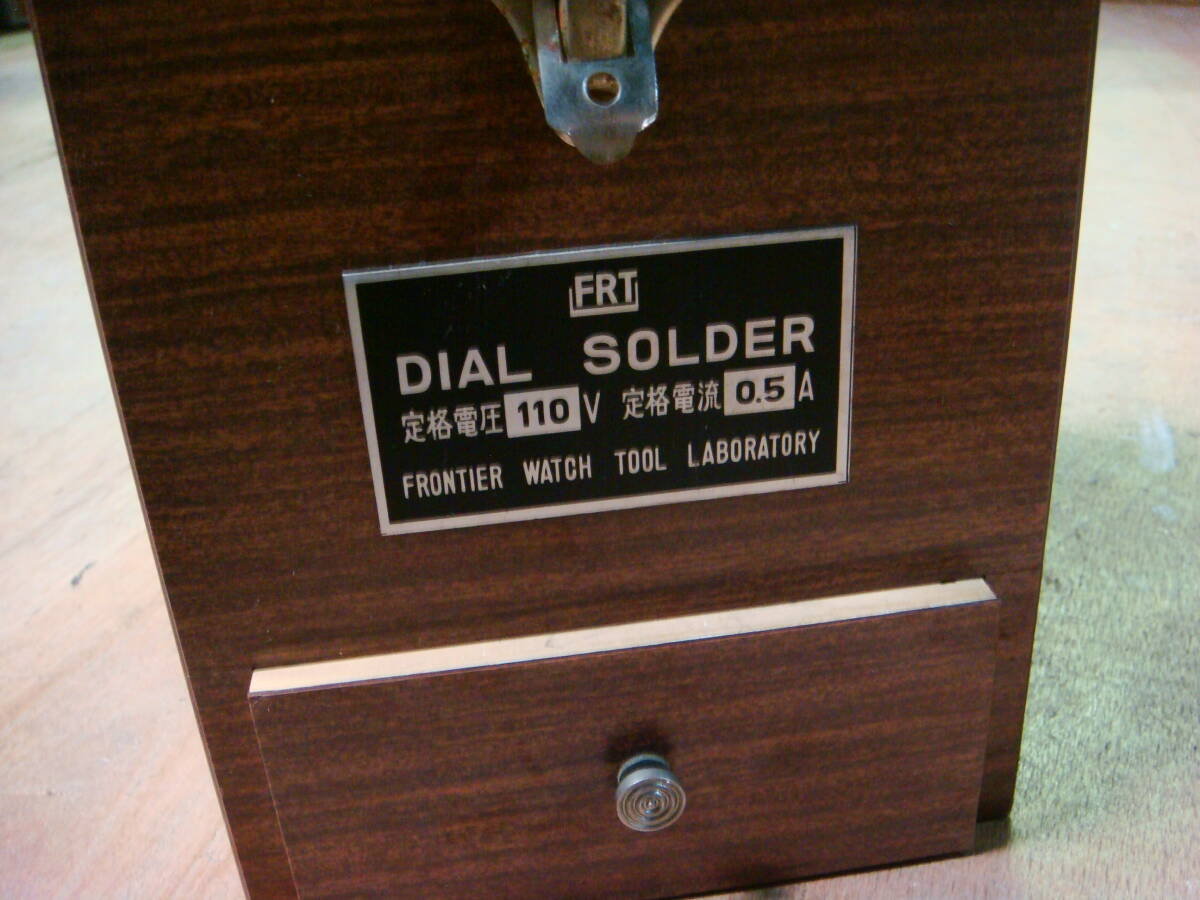 FRT
DIAL SOLDER
定格電圧 110 V 定格電流 0.5 A
FRONTIER WATCH TOOL LABORATORY